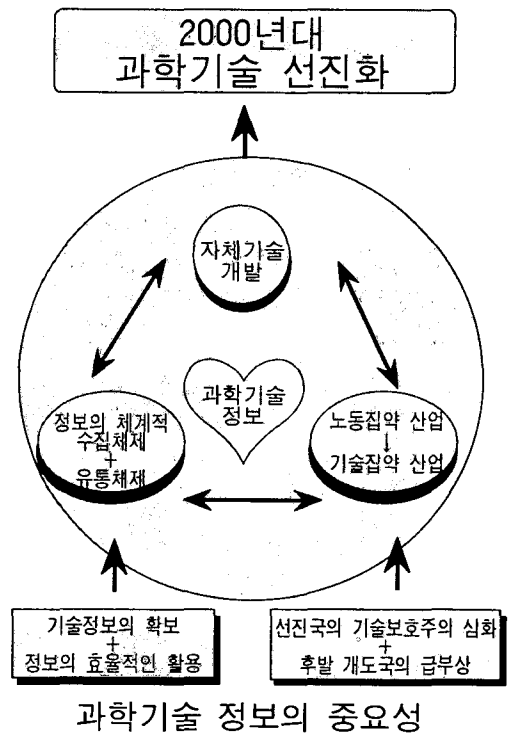 2000년대
과학기술 선진화
자체기술
개발
과학기술
정보
정보의 체계적
수집체제
+
유통체제
노동집약 산업
↓
기술집약 산업
기술정보의 확보
+
정보의 효율적인 활용
선진국의 기술보호주의 심화
+
후발 개도국의 급부상
과학기술 정보의 중요성